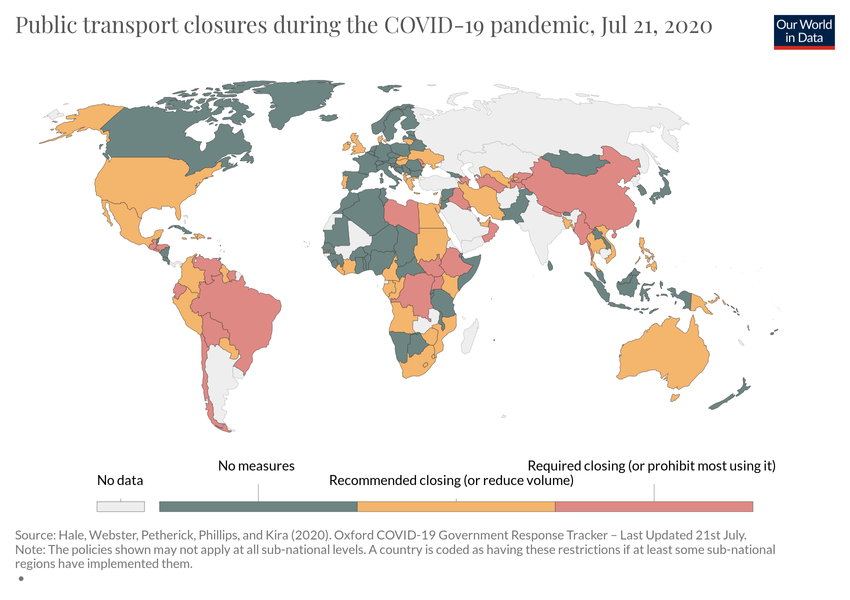 Public transport closures during the COVID-19 pandemic, Jul 21, 2020
Our World
in Data
No data
No measures
Recommended closing (or reduce volume)
Required closing (or prohibit most using it)
Source: Hale, Webster, Petherick, Phillips, and Kira (2020). Oxford COVID-19 Government Response Tracker – Last Updated 21st July.
Note: The policies shown may not apply at all sub-national levels. A country is coded as having these restrictions if at least some sub-national
regions have implemented them.